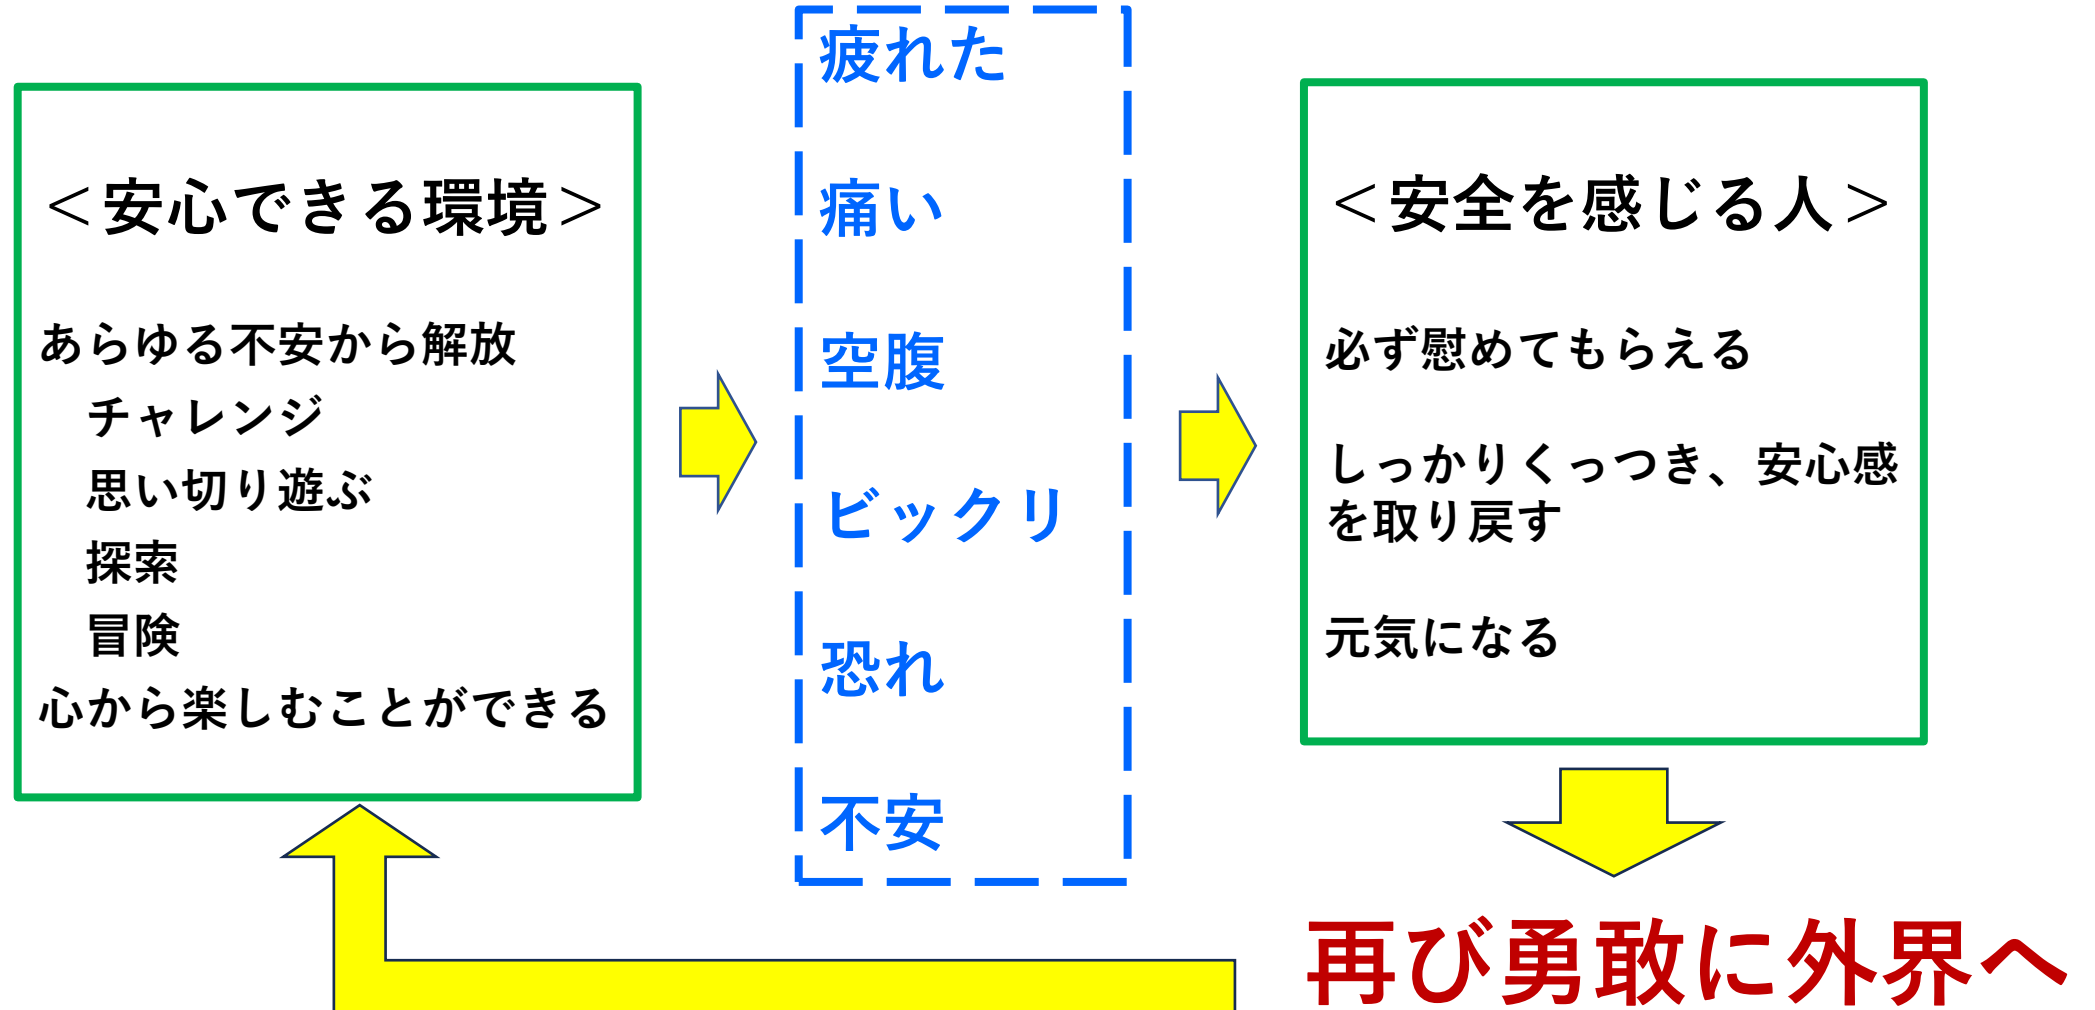 ＜安心できる環境＞
あらゆる不安から解放
チャレンジ
思い切り遊ぶ
探索
冒険
心から楽しむことができる
疲れた
痛い
空腹
ビックリ
恐れ
不安
＜安全を感じる人＞
必ず慰めてもらえる
しっかりくっつき、安心感
を取り戻す
元気になる
再び勇敢に外界へ